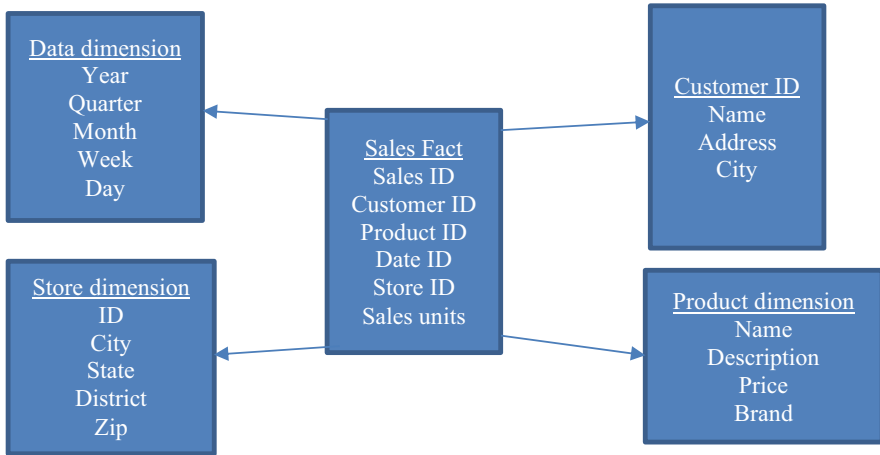 Data dimension
Year
Quarter
Month
Week
Day
Sales Fact
Sales ID
Customer ID
Product ID
Date ID
Store ID
Sales units
Customer ID
Name
Address
City
Store dimension
ID
City
State
District
Zip
Product dimension
Name
Description
Price
Brand